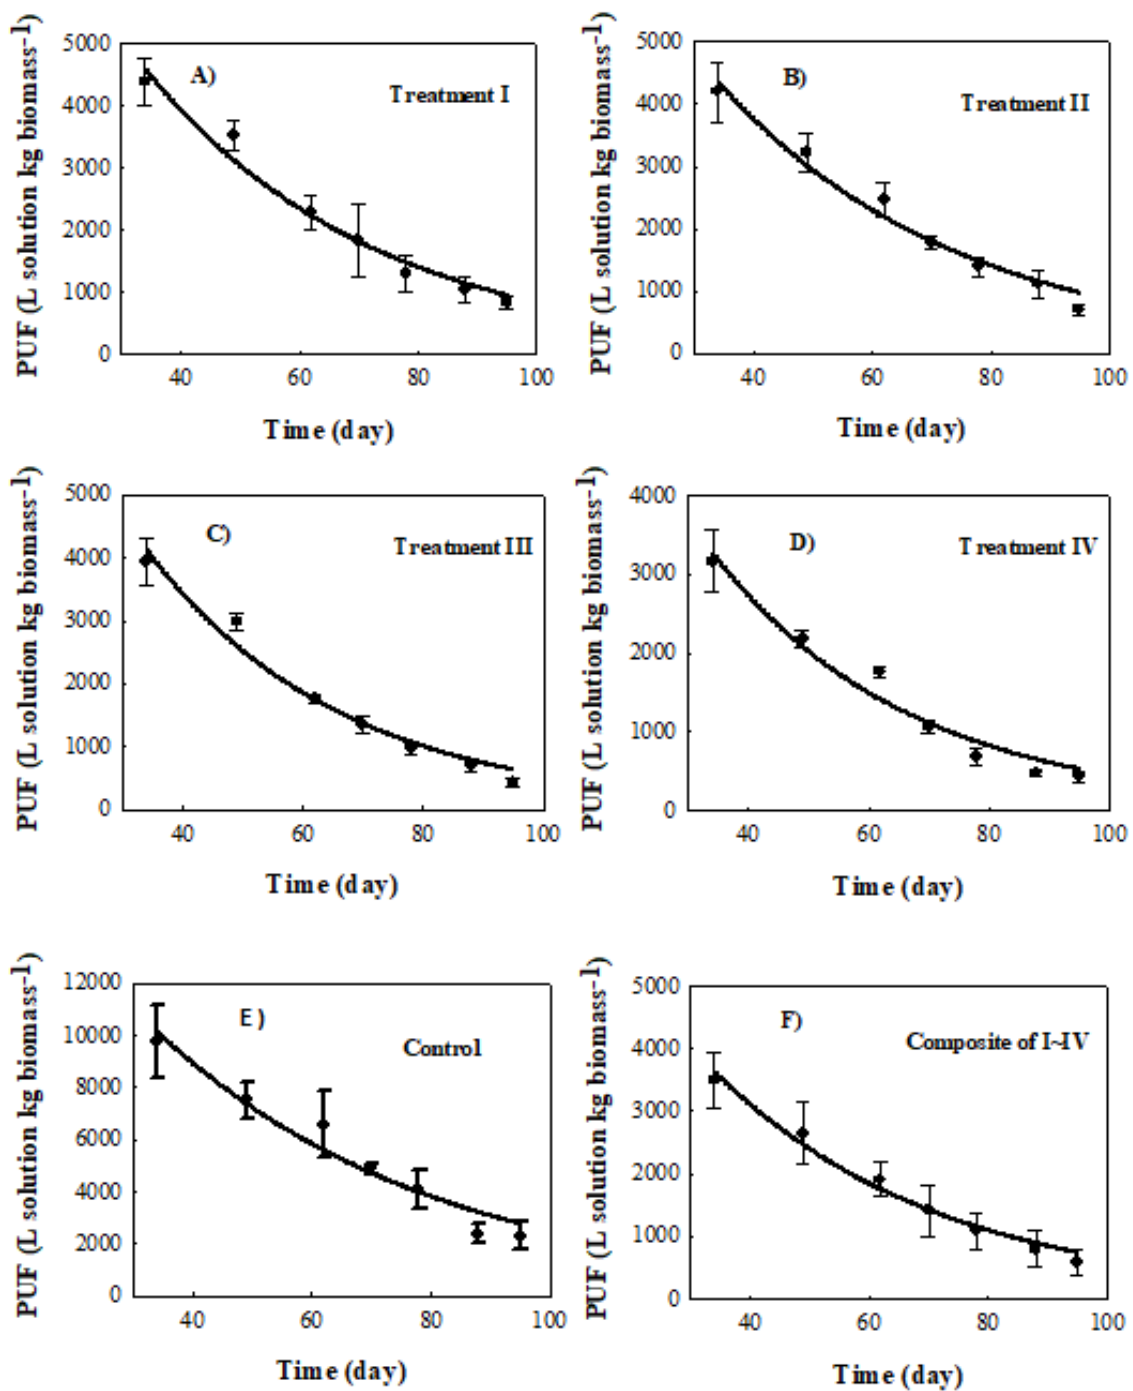 PUF (L solution kg biomass-1)
5000
4000
3000
2000
1000
0
A)
Treatment I
40 60 80 100
Time (day)
PUF (L solution kg biomass-1)
5000
4000
3000
2000
1000
0
B)
Treatment II
40 60 80 100
Time (day)
PUF (L solution kg biomass-1)
5000
4000
3000
2000
1000
0
C)
Treatment III
40 60 80 100
Time (day)
PUF (L solution kg biomass-1)
4000
3000
2000
1000
0
D)
Treatment IV
40 60 80 100
Time (day)
PUF (L solution kg biomass-1)
12000
10000
8000
6000
4000
2000
0
E)
Control
40 60 80 100
Time (day)
PUF (L solution kg biomass-1)
5000
4000
3000
2000
1000
0
F)
Composite of I~IV
40 60 80 100
Time (day)